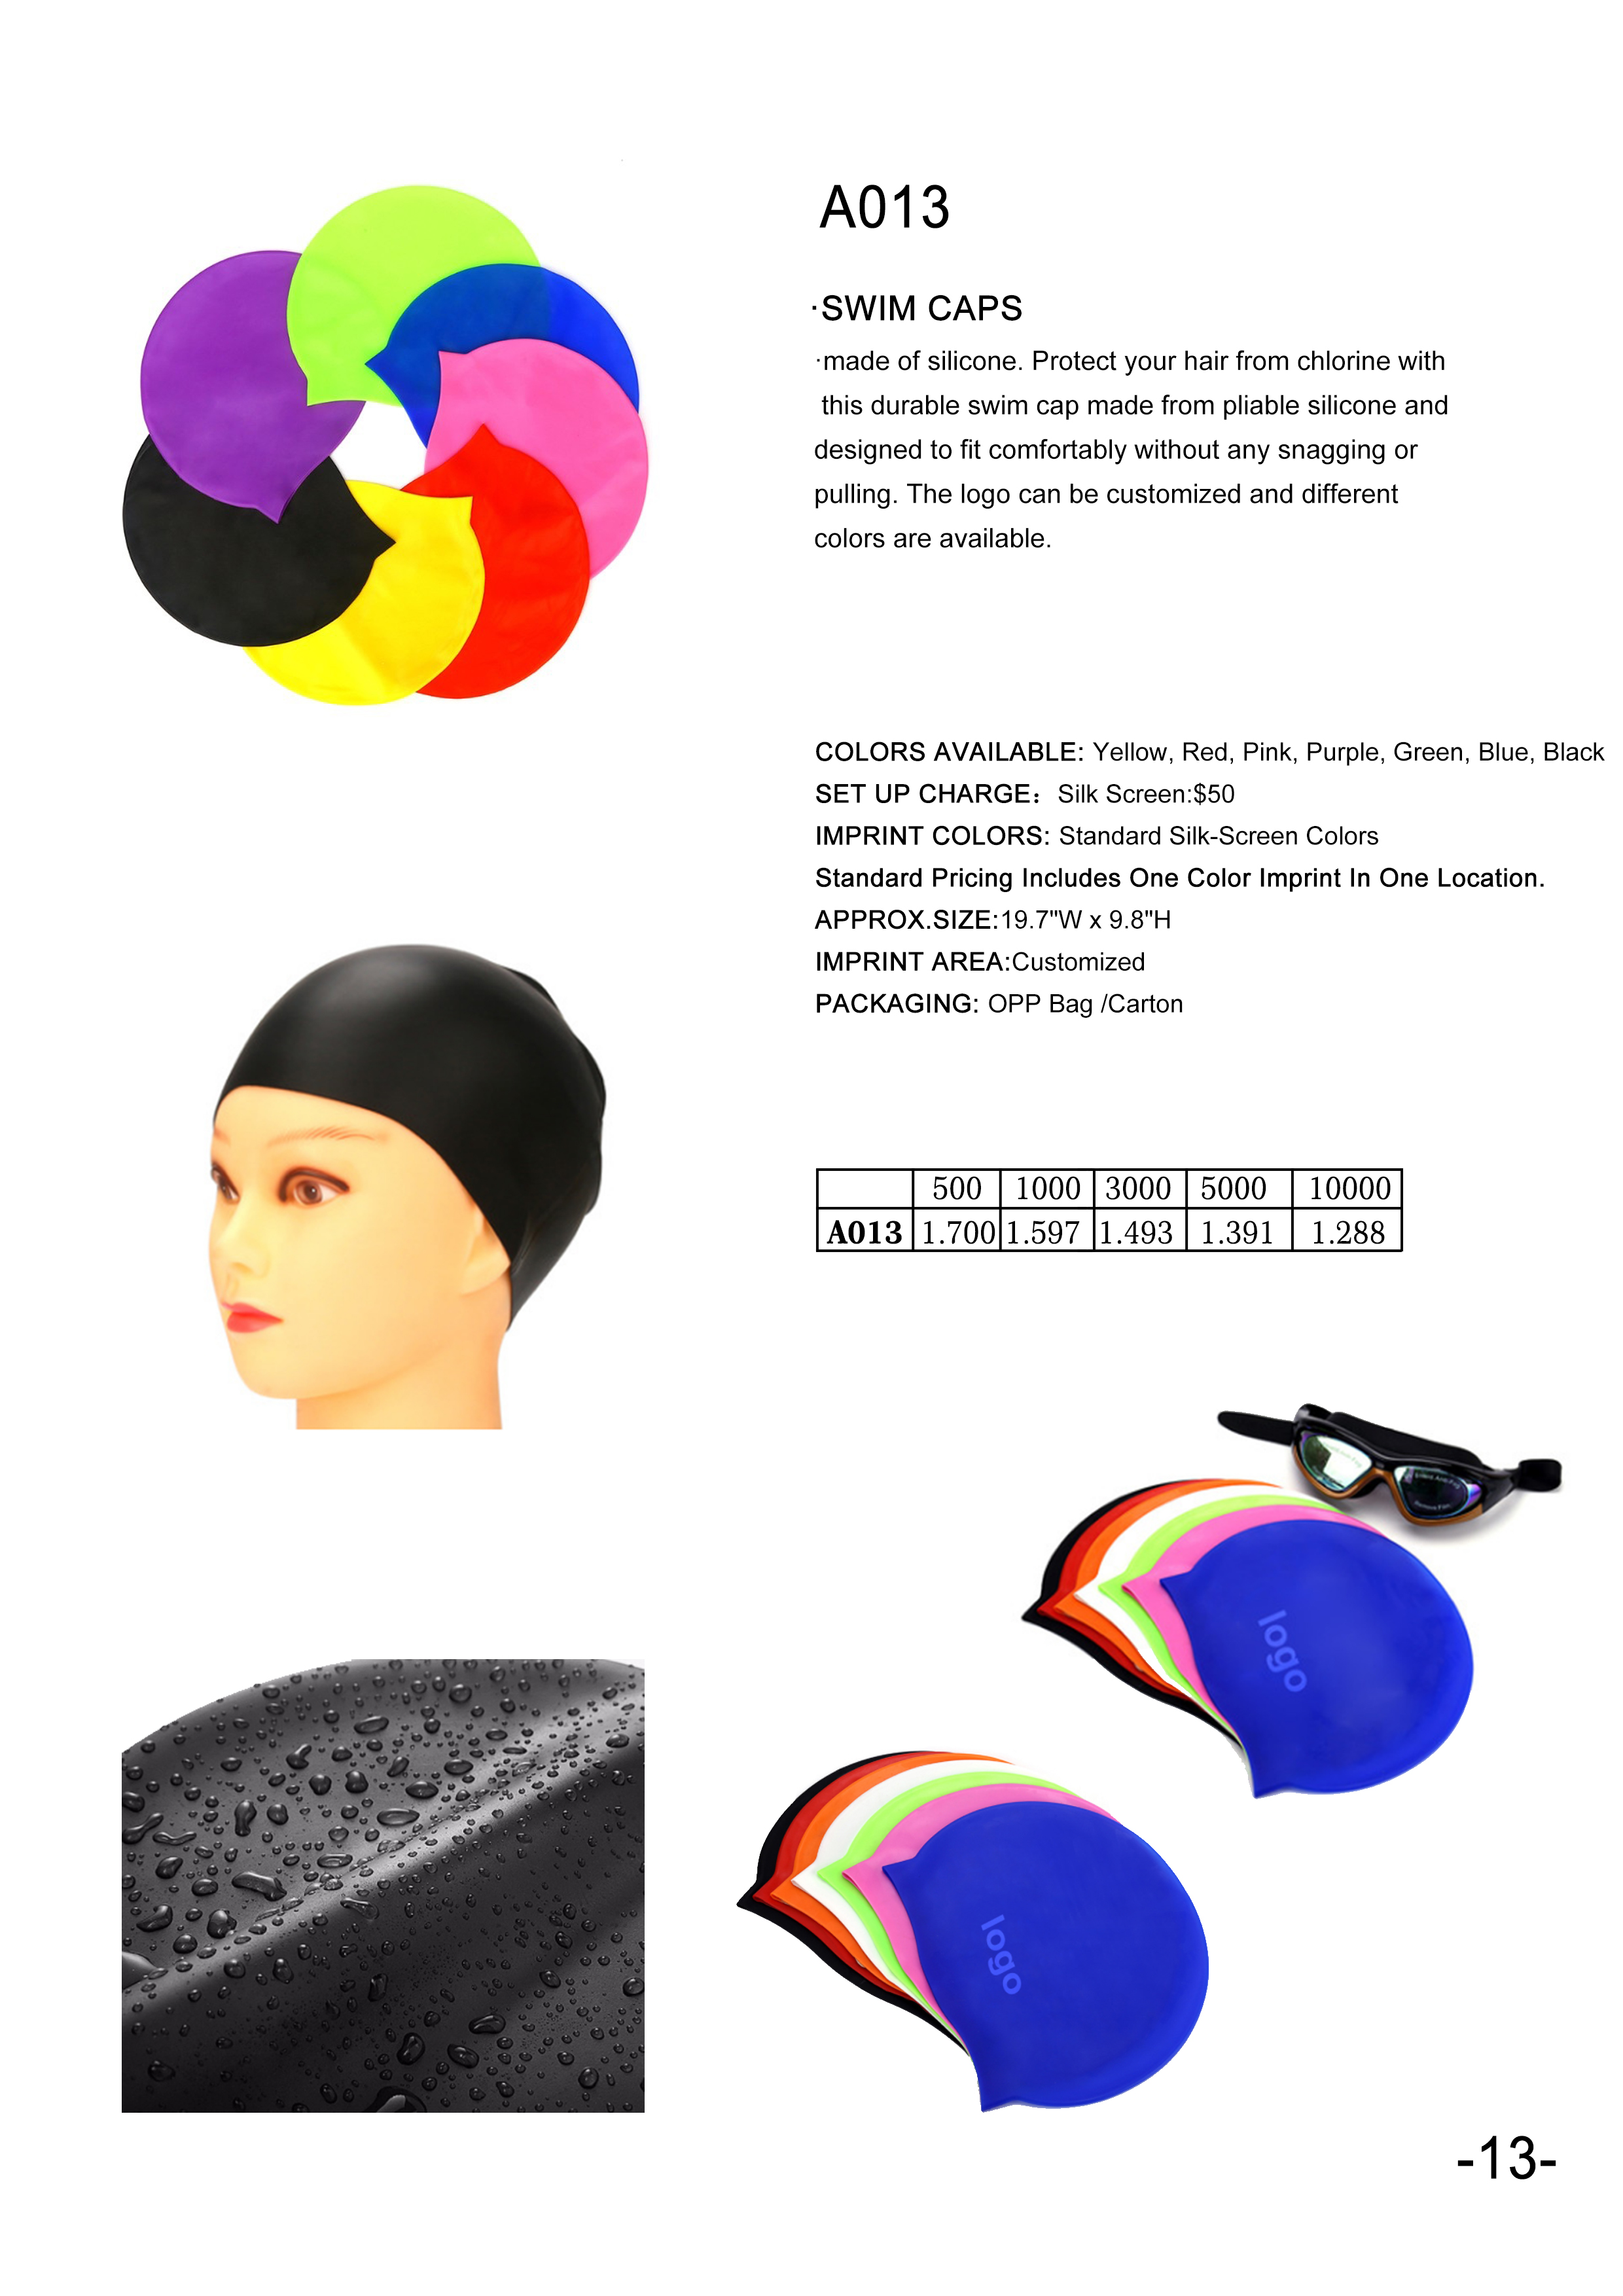 A013
·SWIM CAPS
·made of silicone. Protect your hair from chlorine with
this durable swim cap made from pliable silicone and
designed to fit comfortably without any snagging or
pulling. The logo can be customized and different
colors are available.
COLORS AVAILABLE: Yellow, Red, Pink, Purple, Green, Blue, Black
SET UP CHARGE：Silk Screen:$50
IMPRINT COLORS: Standard Silk-Screen Colors
Standard Pricing Includes One Color Imprint In One Location.
APPROX.SIZE:19.7"W x 9.8"H
IMPRINT AREA:Customized
PACKAGING: OPP Bag /Carton
500 1000 3000 5000 10000
A013 1.700 1.597 1.493 1.391 1.288
logo
logo
-13-